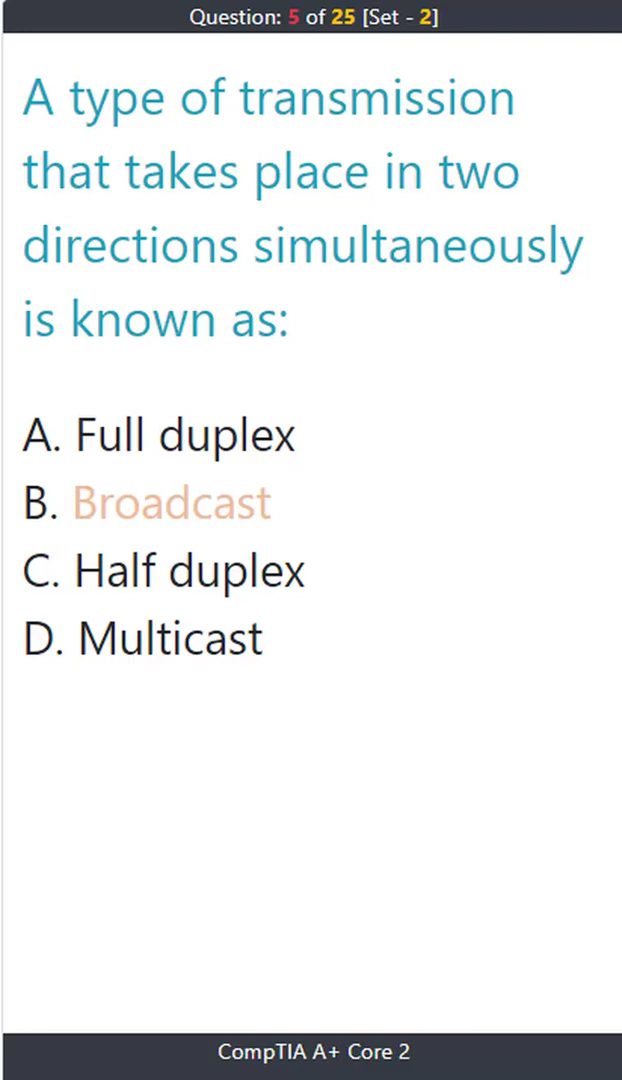 Question: 5 of 25 [Set - 2]
A type of transmission
that takes place in two
directions simultaneously
is known as:
A. Full duplex
B. Broadcast
C. Half duplex
D. Multicast
CompTIA A+ Core 2